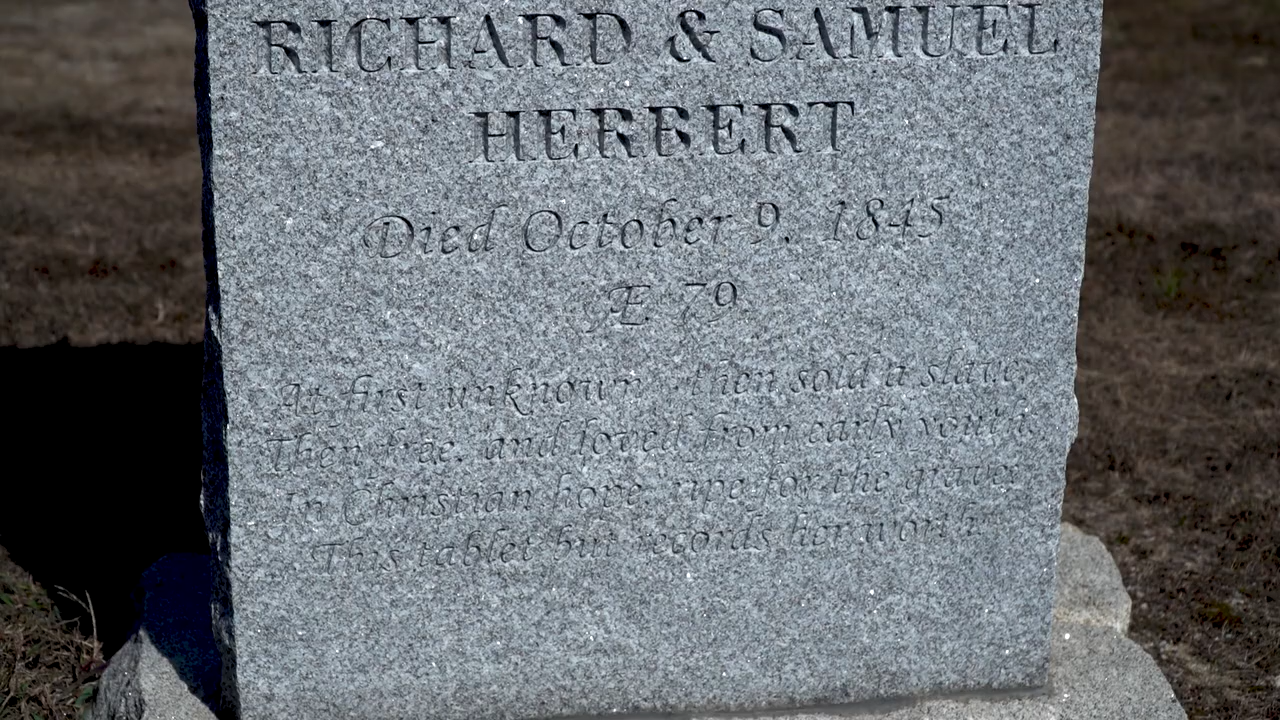 RICHARD & SAMUEL
HERBERT
Died October 9, 1845
Æ 79
At first unknown, then sold a slave,
Then free, and loved from early youth,
In Christian hope, ripe for the grave,
This tablet but records her worth.